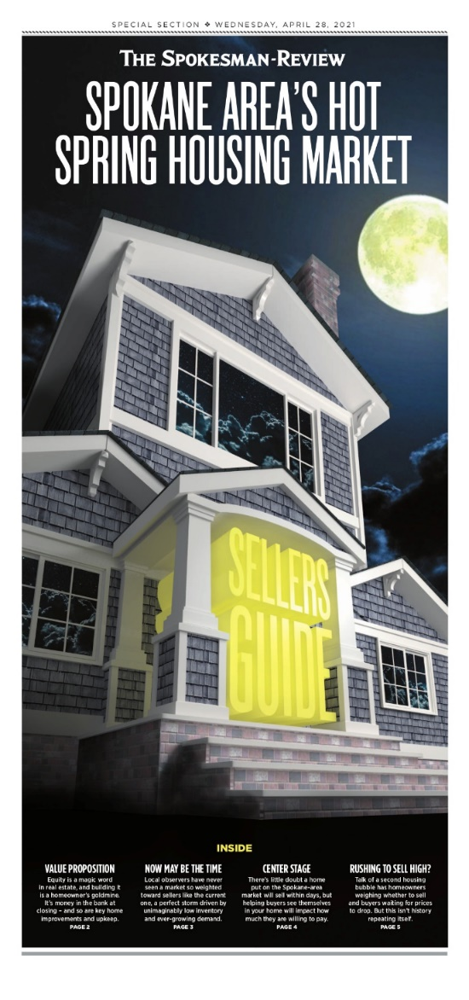 SPECIAL SECTION ❖ WEDNESDAY, APRIL 28, 2021
THE SPOKESMAN-REVIEW
SPOKANE AREA'S HOT
SPRING HOUSING MARKET
SELLERS
GUIDE
INSIDE
VALUE PROPOSITION
Equity is a magic word
in real estate, and building it
is a homeowner's goldmine.
It's money in the bank at
closing – and so are key home
improvements and upkeep.
PAGE 2
NOW MAY BE THE TIME
Local observers have never
seen a market so weighted
toward sellers like the current
one, a perfect storm driven by
unimaginably low inventory
and ever-growing demand.
PAGE 3
CENTER STAGE
There's little doubt a home
put on the Spokane-area
market will sell within days, but
helping buyers see themselves
in your home will impact how
much they are willing to pay.
PAGE 4
RUSHING TO SELL HIGH?
Talk of a second housing
bubble has homeowners
weighing whether to sell
and buyers waiting for prices
to drop. But this isn't history
repeating itself.
PAGE 5